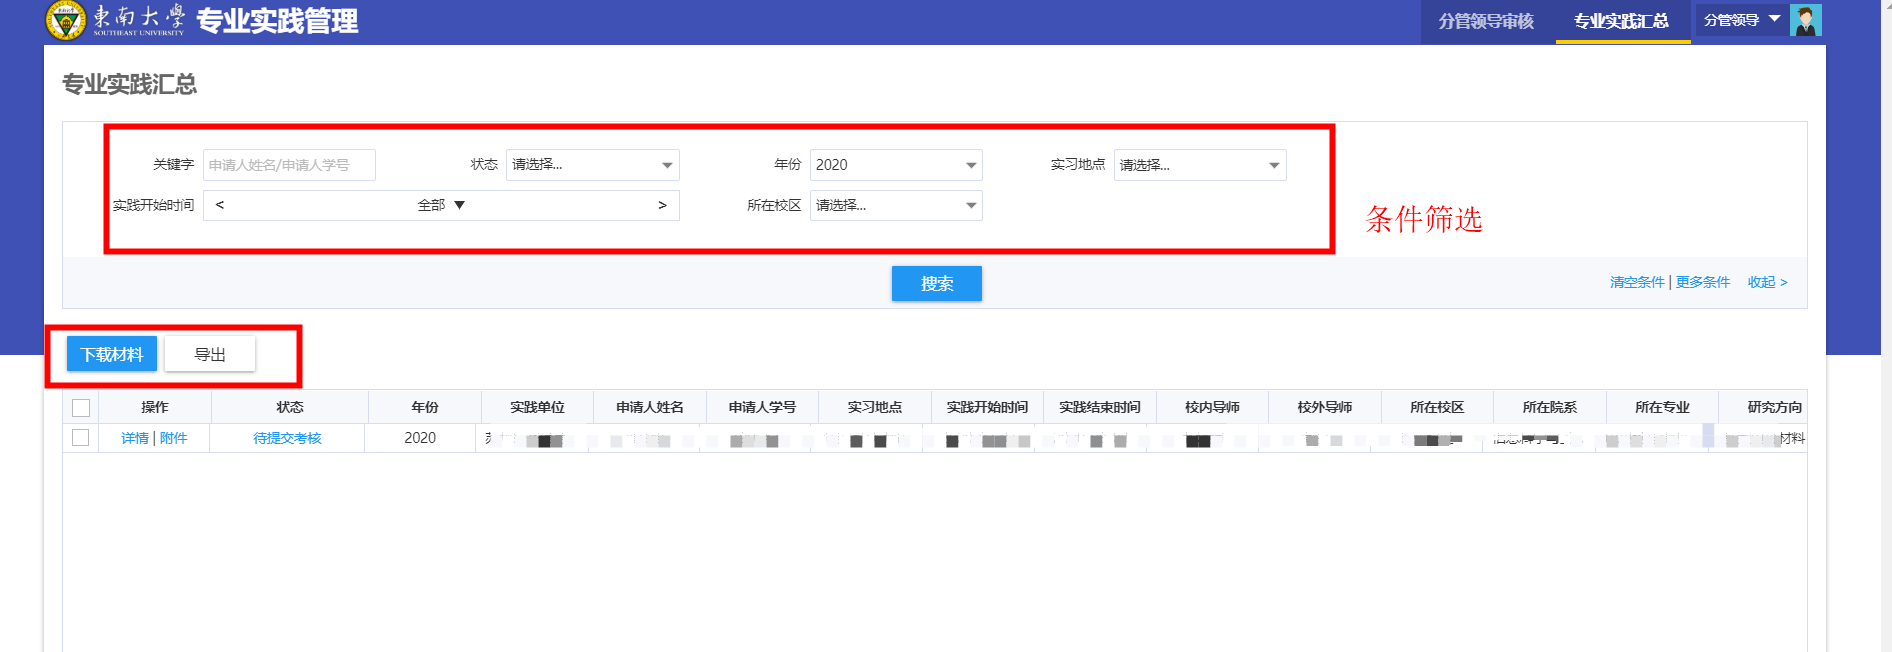 東南大學 专业实践管理 分管领导审核 专业实践汇总 分管领导
SOUTHEAST UNIVERSITY
专业实践汇总
关键字 申请人姓名/申请人学号 状态 请选择... 年份 2020 实习地点 请选择...
实践开始时间 < 全部 ▼ > 所在校区 请选择...
条件筛选
搜索 清空条件 | 更多条件 收起 >
下载材料 导出
操作 状态 年份 实践单位 申请人姓名 申请人学号 实习地点 实践开始时间 实践结束时间 校内导师 校外导师 所在校区 所在院系 所在专业 研究方向
详情 | 附件 待提交考核 2020 材料